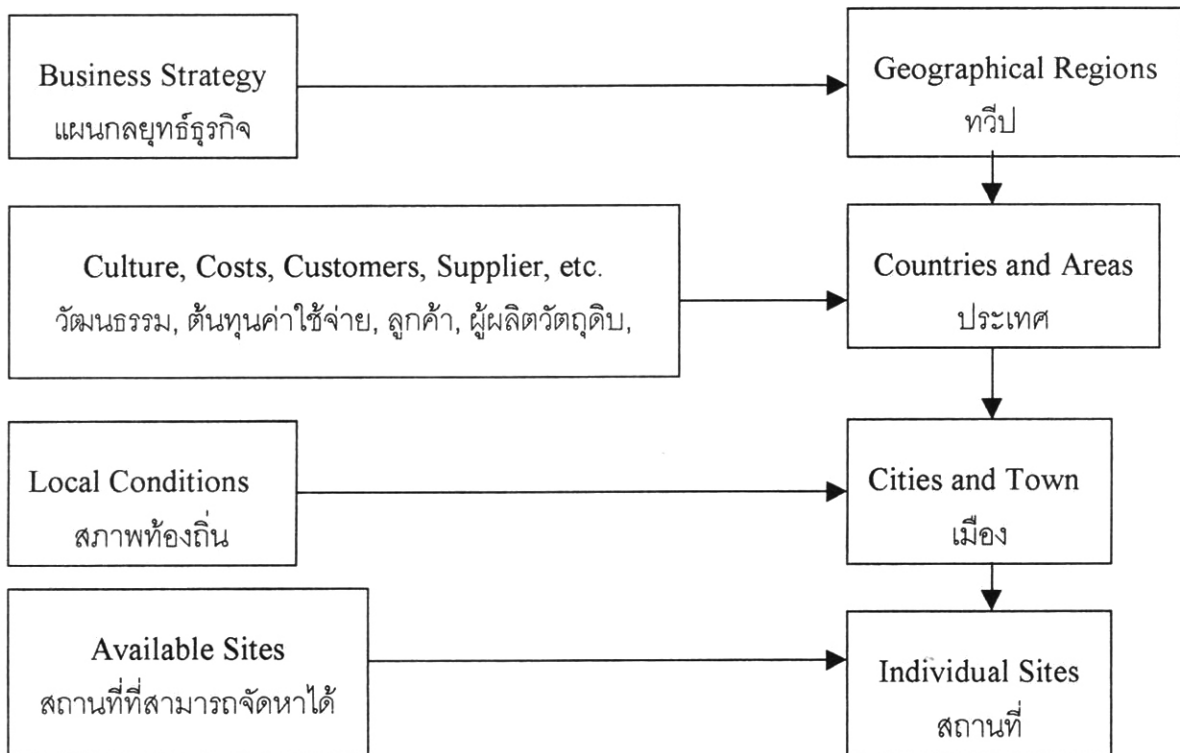 Business Strategy
แผนกลยุทธ์ธุรกิจ
Geographical Regions
ทวีป
Culture, Costs, Customers, Supplier, etc.
วัฒนธรรม, ต้นทุนค่าใช้จ่าย, ลูกค้า, ผู้ผลิตวัตถุดิบ,
Countries and Areas
ประเทศ
Local Conditions
สภาพท้องถิ่น
Cities and Town
เมือง
Available Sites
สถานที่ที่สามารถจัดหาได้
Individual Sites
สถานที่